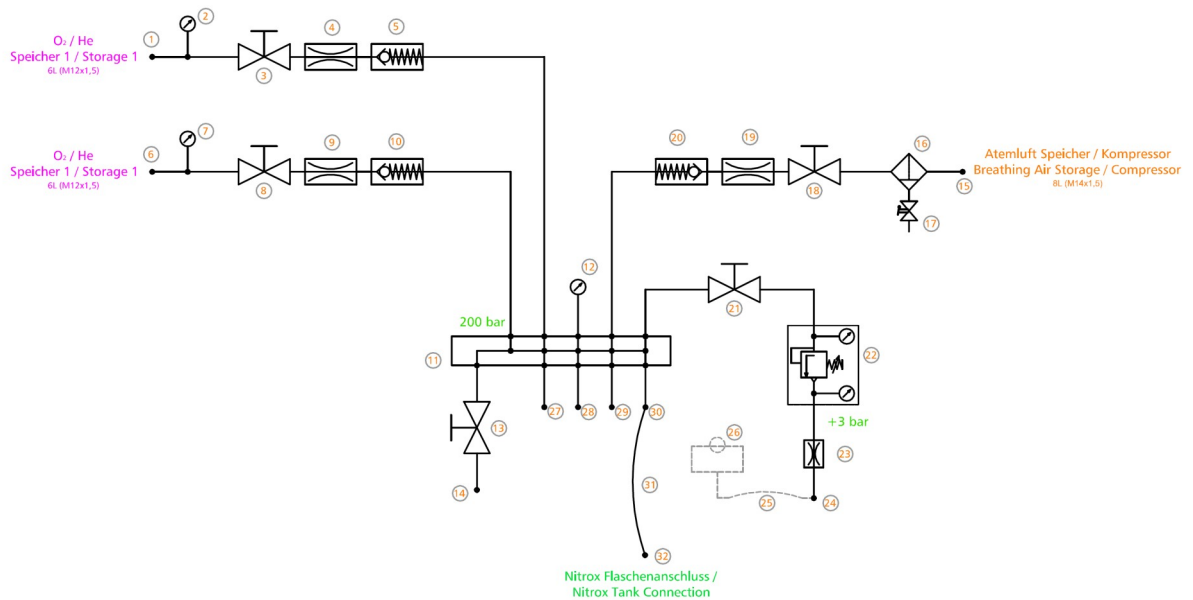 O₂ / He
Speicher 1 / Storage 1
6L (M12x1,5)
1
2
3
4
5
O₂ / He
Speicher 1 / Storage 1
6L (M12x1,5)
6
7
8
9
10
20
19
18
16
17
15
Atemluft Speicher / Kompressor
Breathing Air Storage / Compressor
8L (M14x1,5)
12
21
200 bar
11
22
+3 bar
13
27
28
29
30
26
23
14
31
25
24
32
Nitrox Flaschenanschluss /
Nitrox Tank Connection